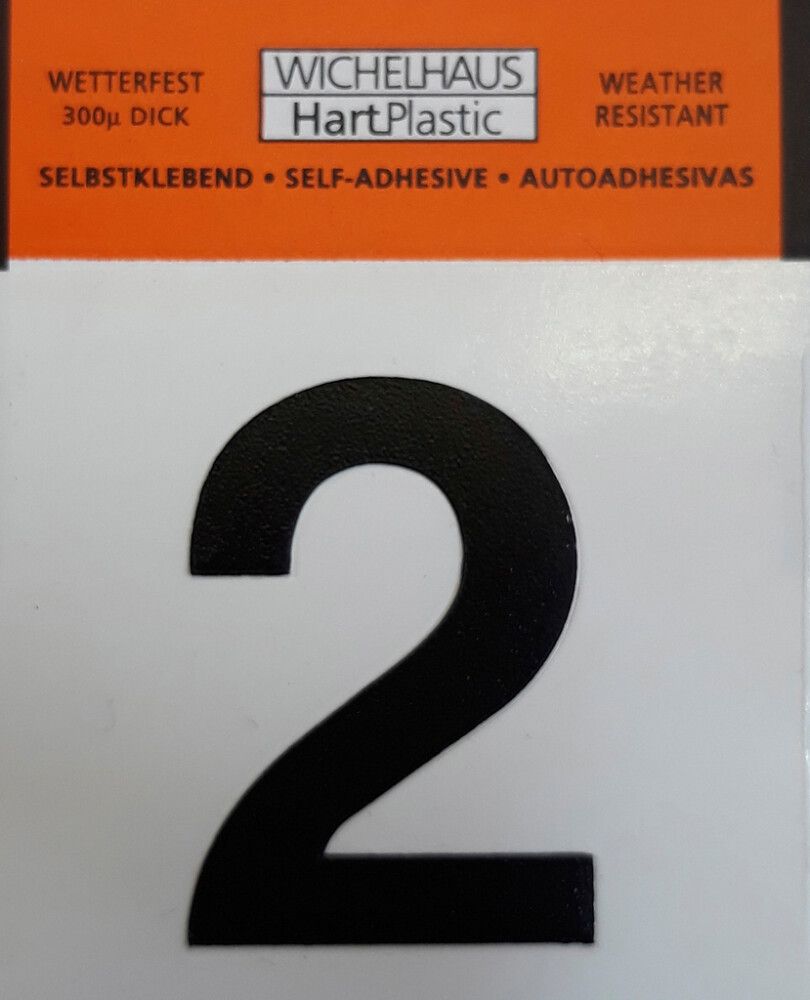 WETTERFEST
300µ DICK
WICHELHAUS
HartPlastic
WEATHER
RESISTANT
SELBSTKLEBEND • SELF-ADHESIVE • AUTOADHESIVAS
2